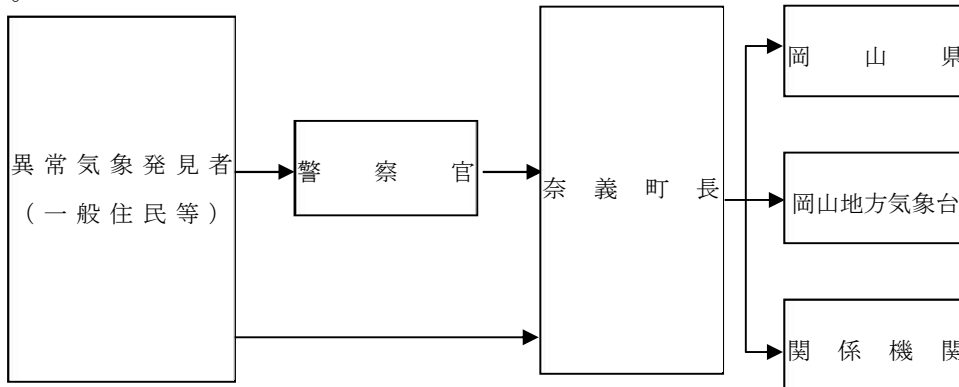 。
異常気象発見者
（一般住民等）
警察官
奈義町長
岡山県
岡山地方気象台
関係機関